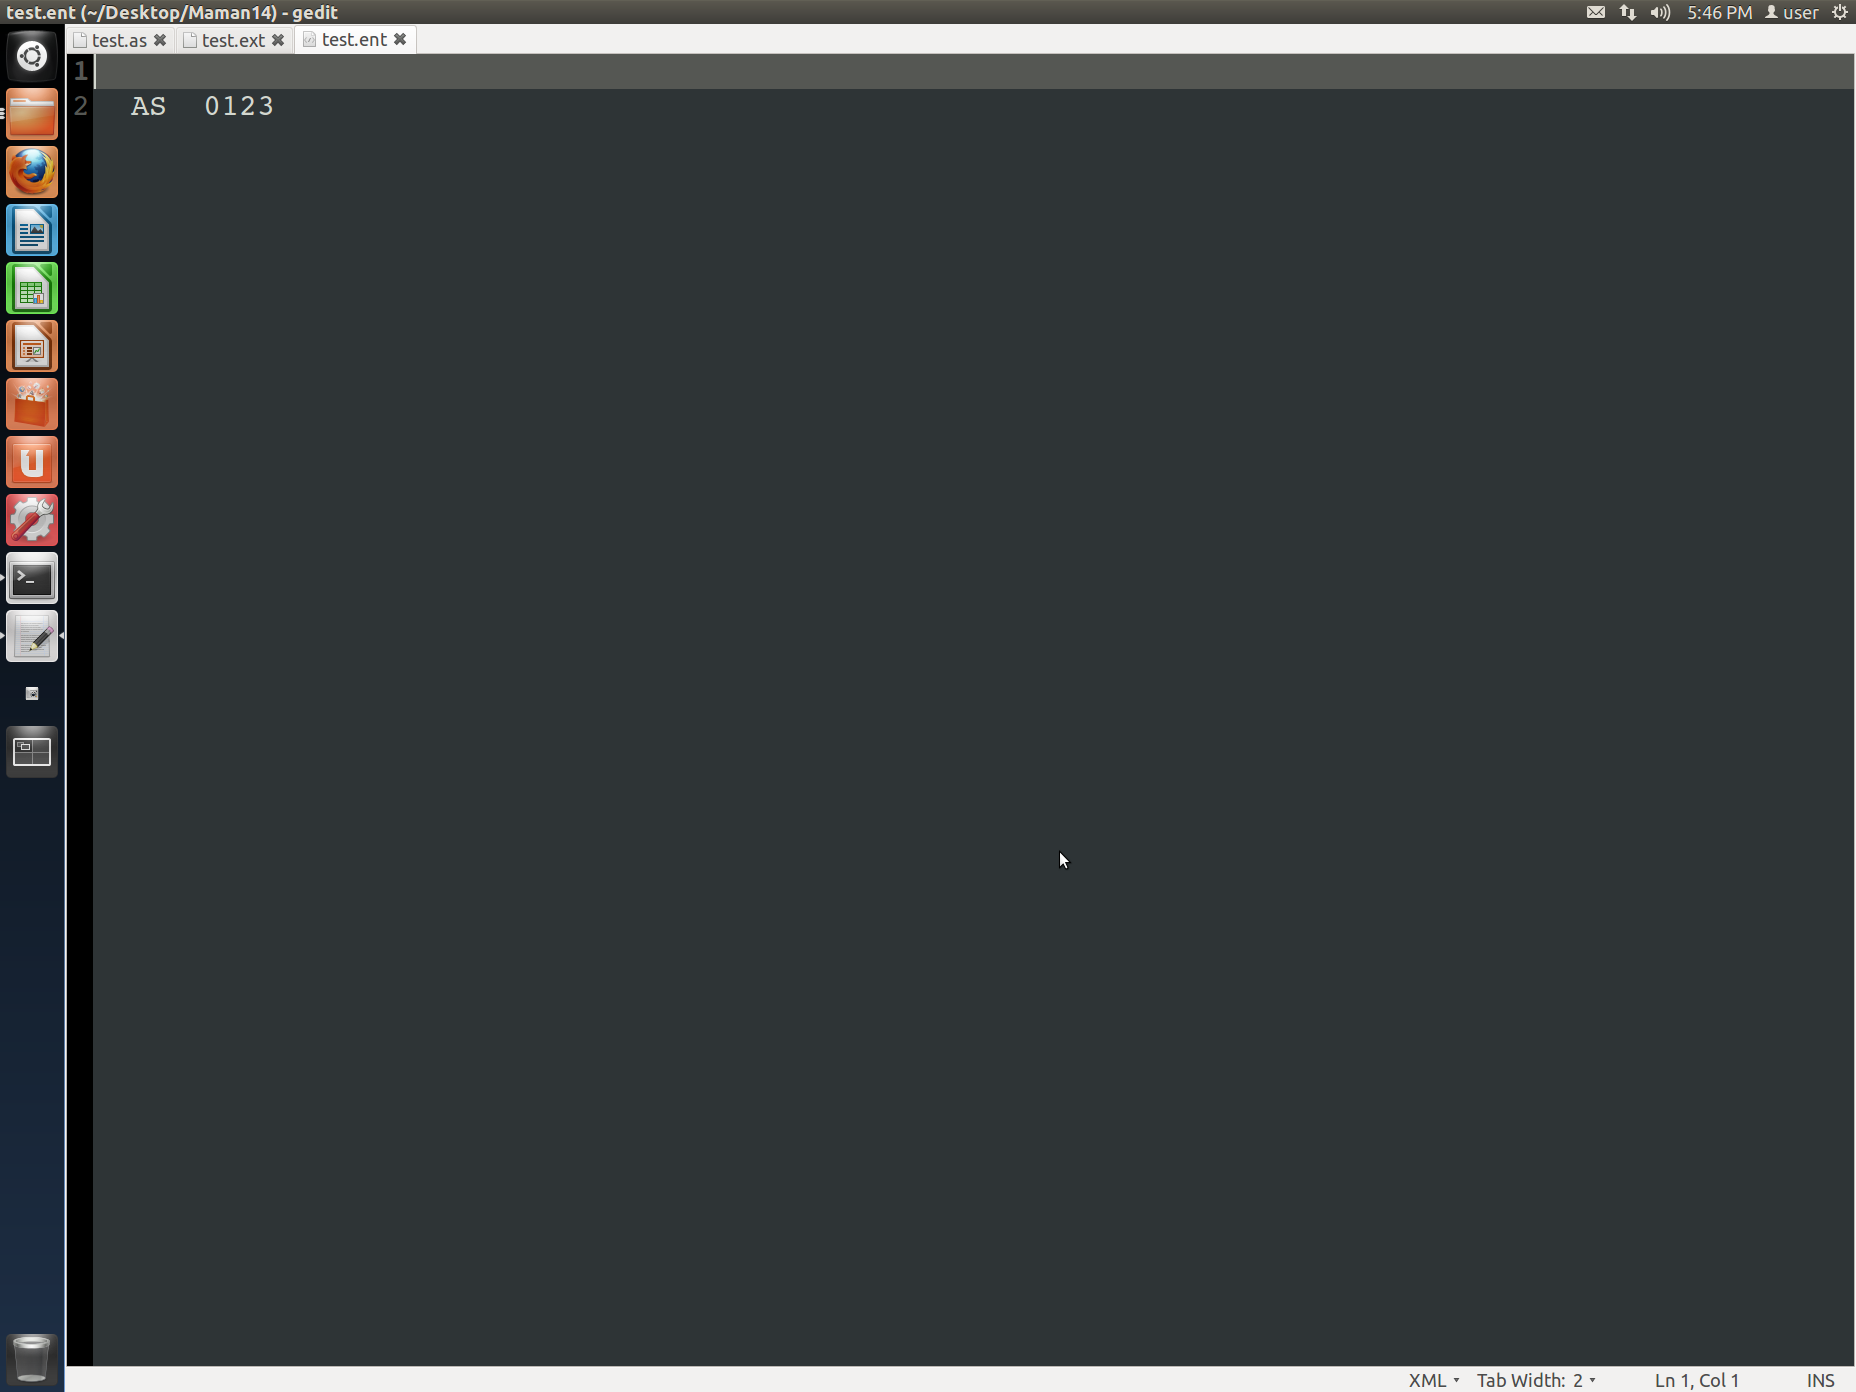 test.ent (~/Desktop/Maman14) - gedit
5:46 PM user
test.as test.ext test.ent
1
2 AS 0123
XML Tab Width: 2 Ln 1, Col 1 INS